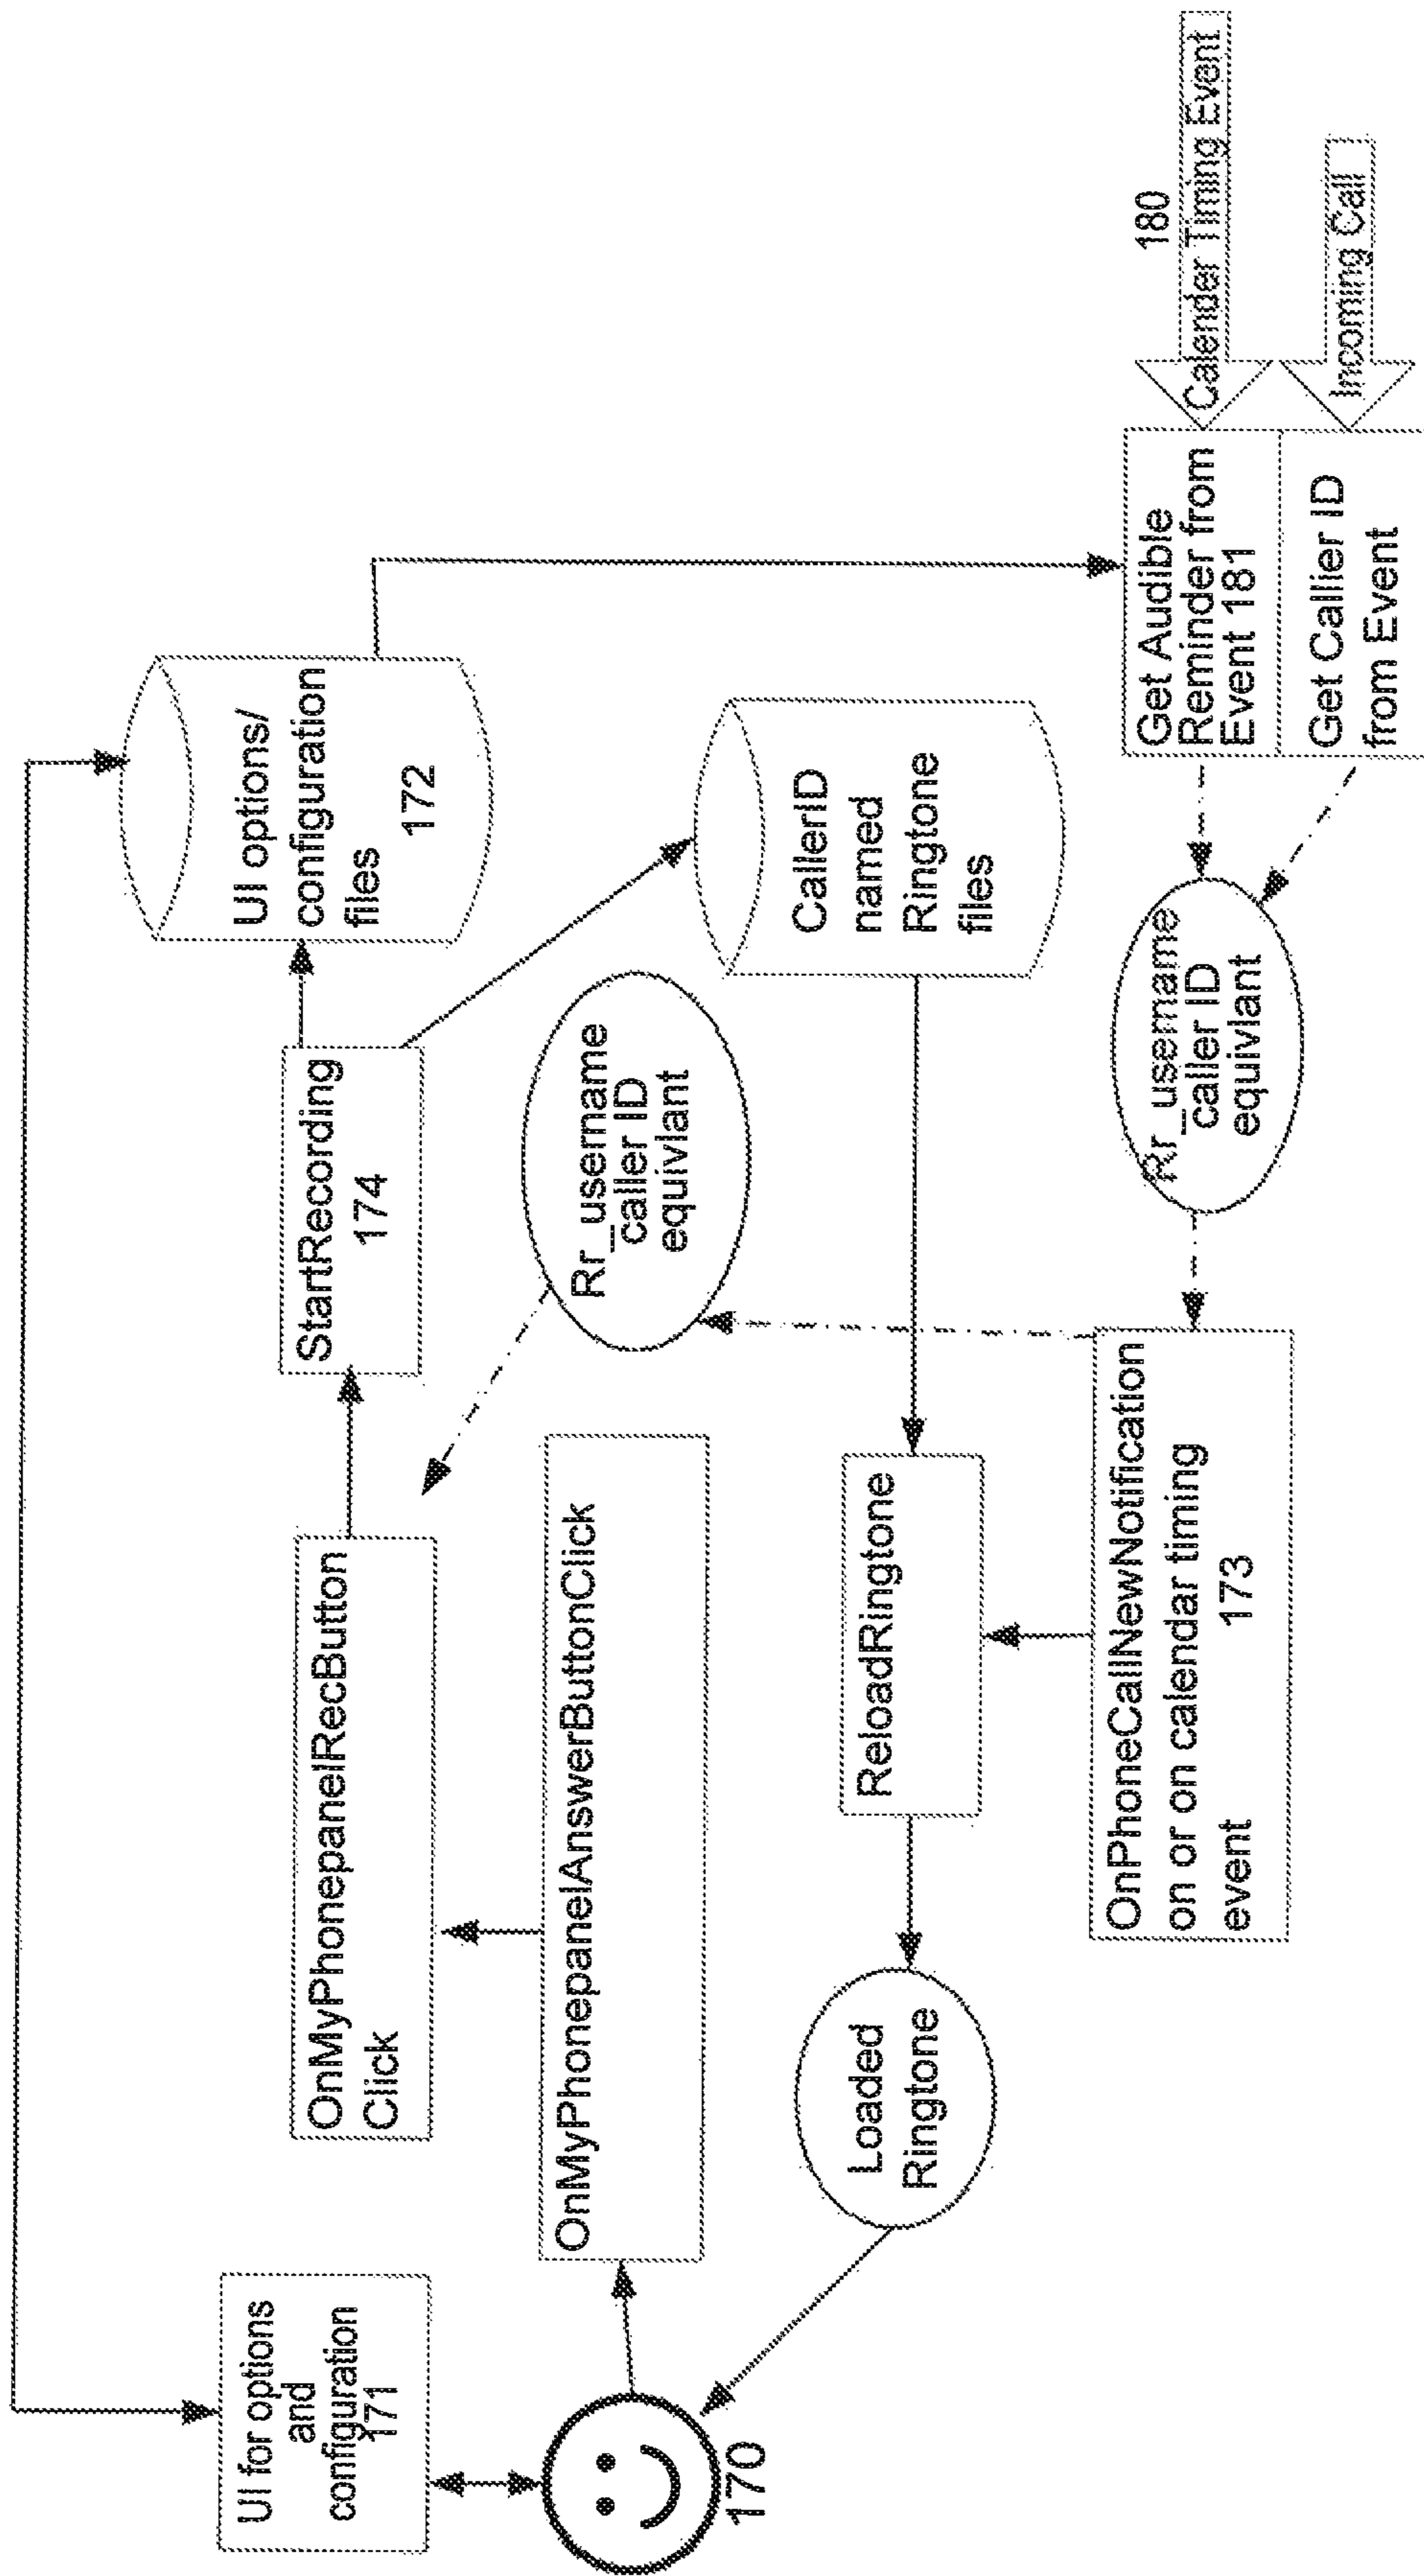 UI for options
and
configuration
171
170
OnMyPhonepanelRecButton
Click
StartRecording
174
UI options/
configuration
files
172
OnMyPhonepanelAnswerButtonClick
Rr_username
_caller ID
equivlant
CallerID
named
Ringtone
files
Loaded
Ringtone
ReloadRingtone
OnPhoneCallNewNotification
on or on calendar timing
event 173
Rr_username
_caller ID
equivlant
Get Audible
Reminder from
Event 181
Get Callier ID
from Event
180
Calender Timing Event
Incoming Call